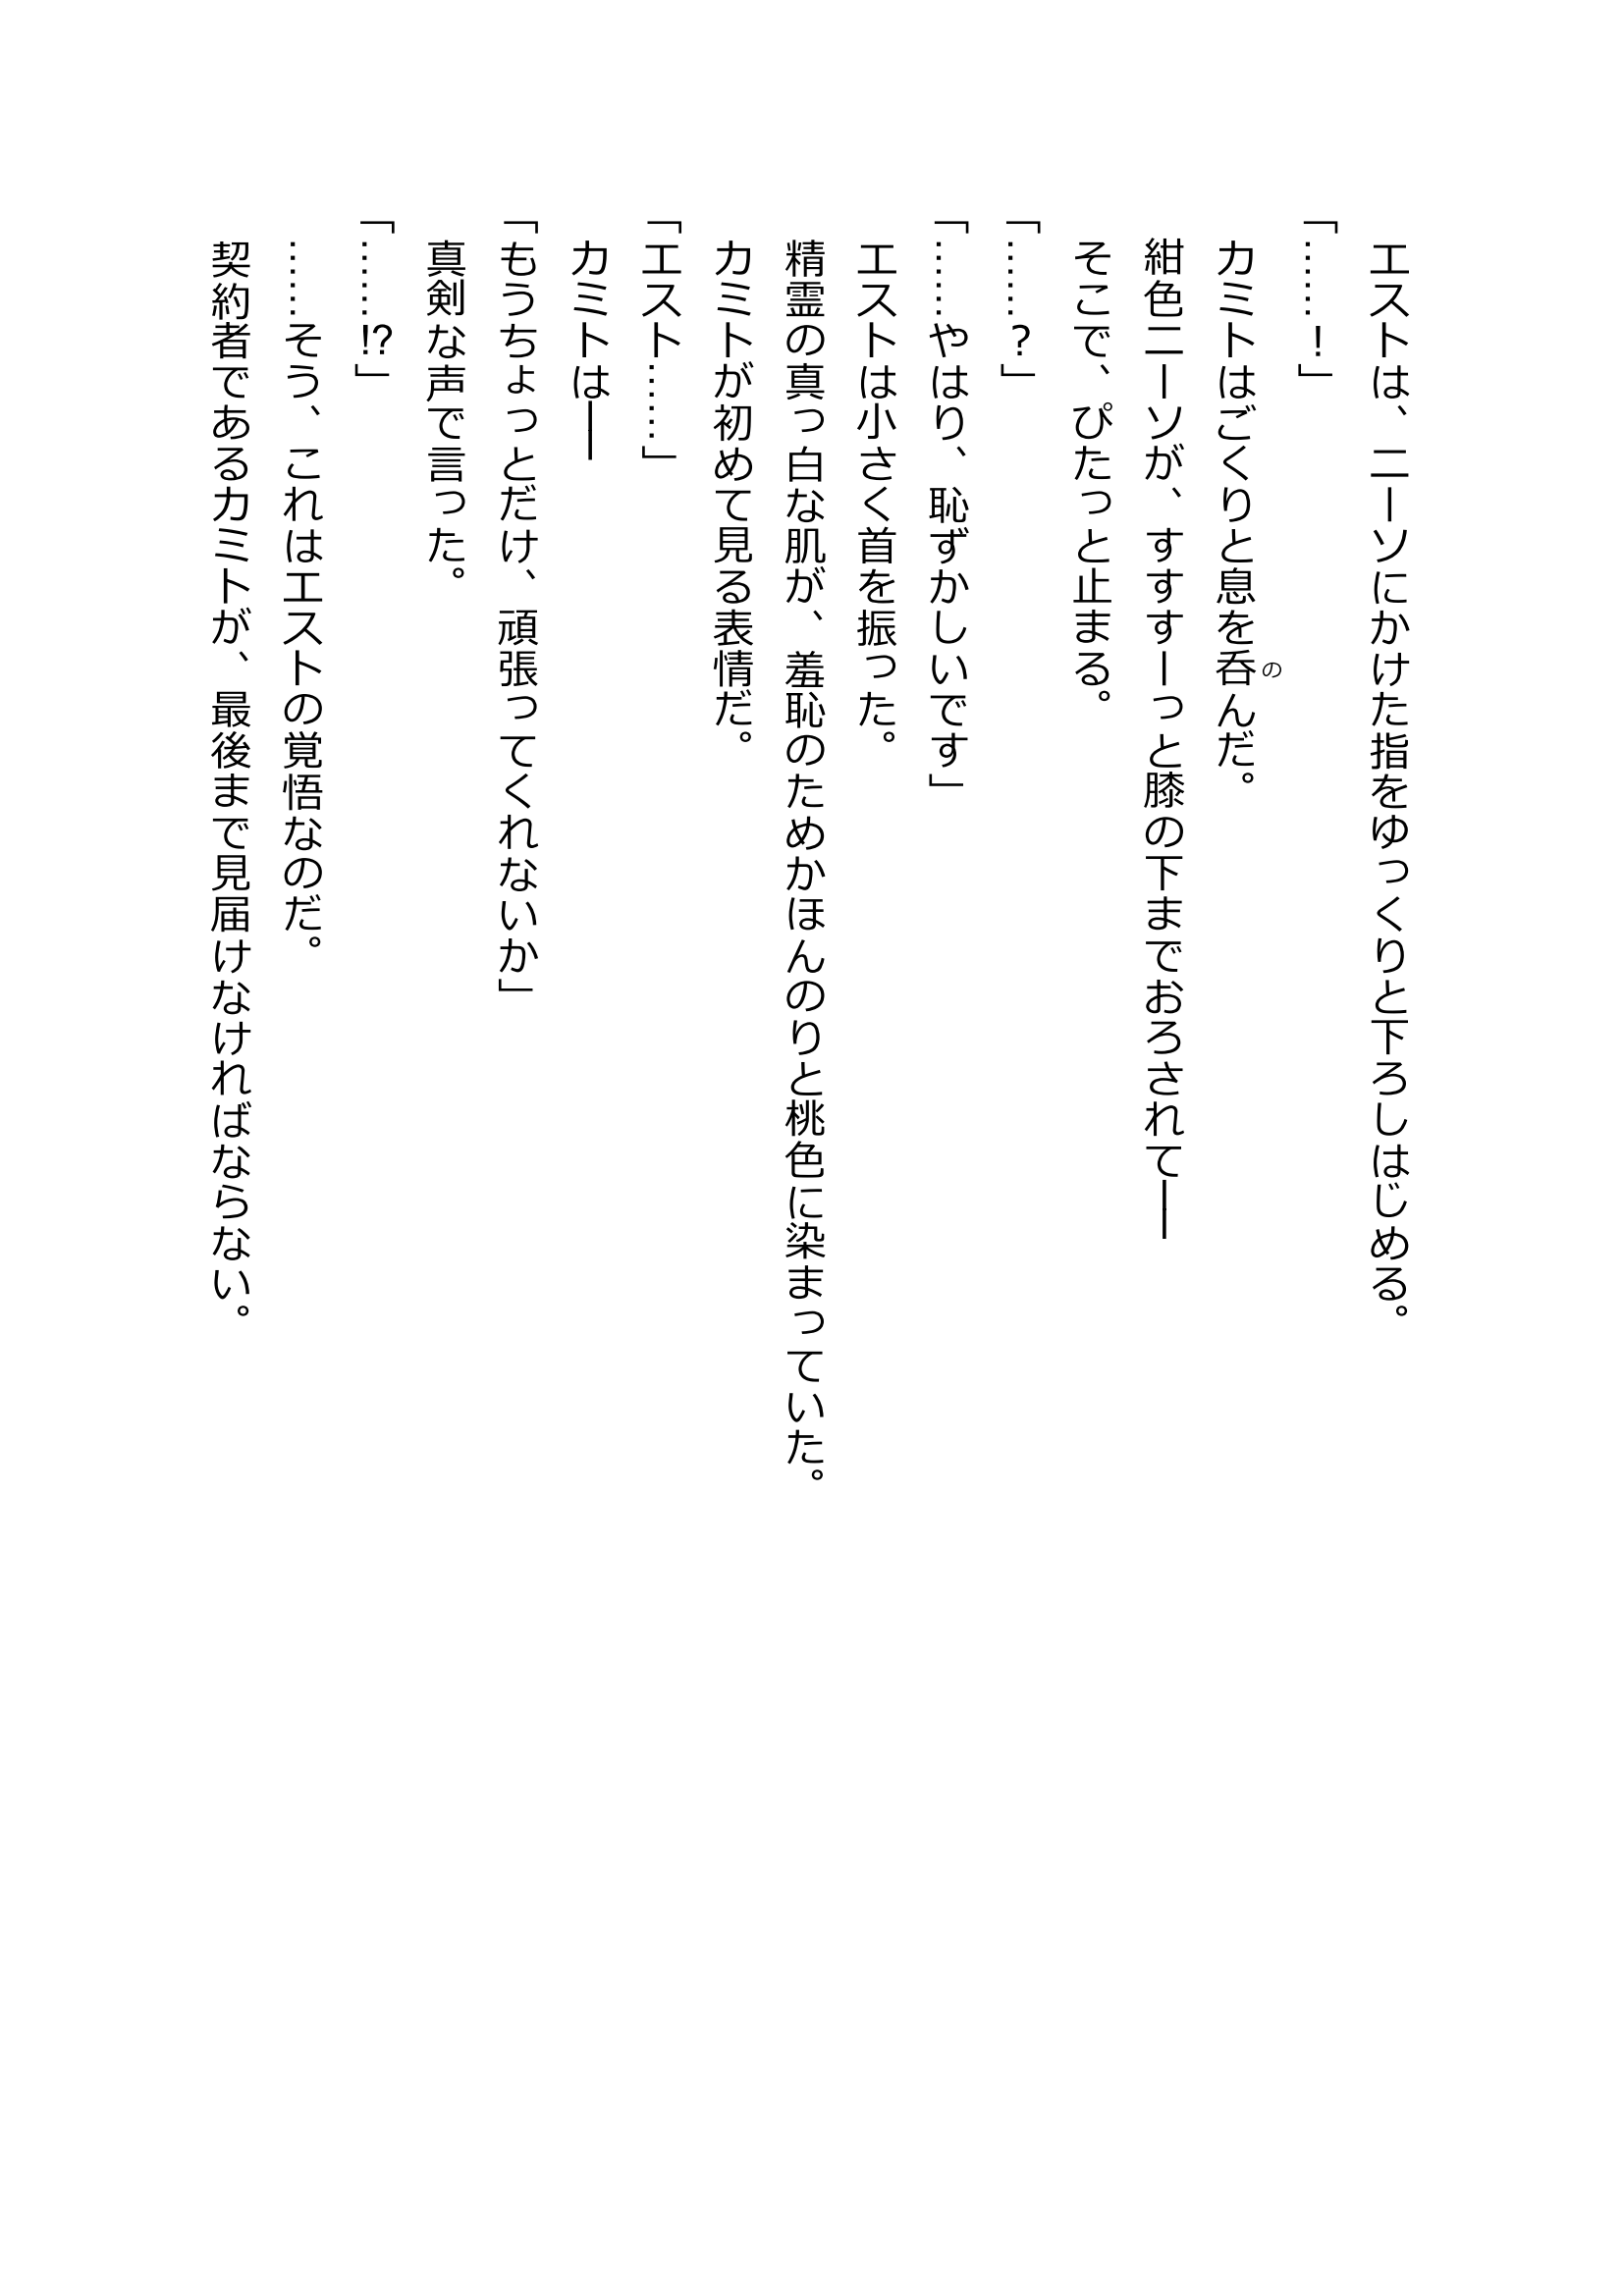 エストは、ニーソにかけた指をゆっくりと下ろしはじめる。
「……！」
カミトはごくりと息を呑んだ。
紺色ニーソが、すすすーっと膝の下までおろされて――
そこで、ぴたっと止まる。
「……？」
「……やはり、恥ずかしいです」
エストは小さく首を振った。
精霊の真っ白な肌が、羞恥のためかほんのりと桃色に染まっていた。
カミトが初めて見る表情だ。
「エスト……」
カミトは――
「もうちょっとだけ、頑張ってくれないか」
真剣な声で言った。
「……⁉」
……そう、これはエストの覚悟なのだ。
契約者であるカミトが、最後まで見届けなければならない。